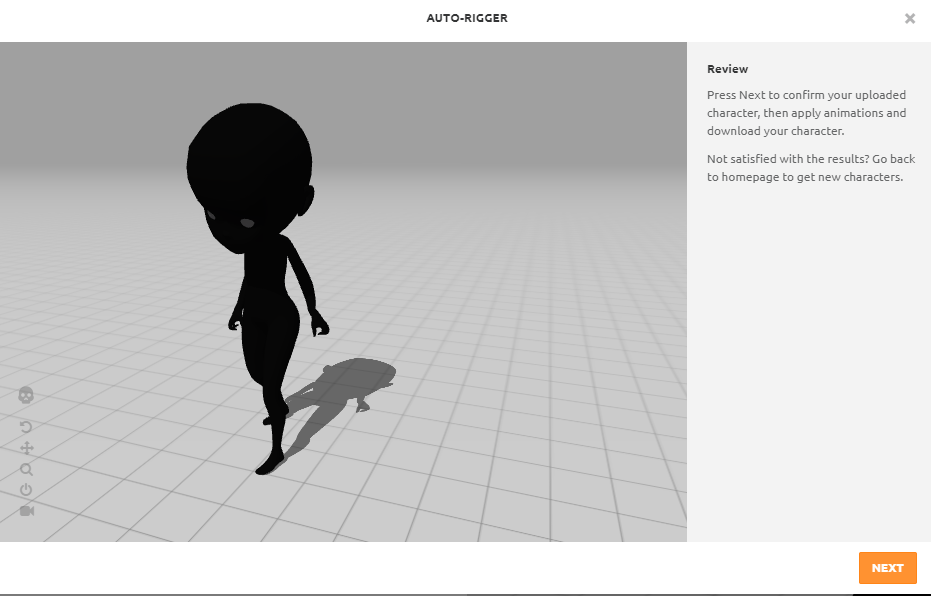 AUTO-RIGGER
Review
Press Next to confirm your uploaded
character, then apply animations and
download your character.
Not satisfied with the results? Go back
to homepage to get new characters.
NEXT